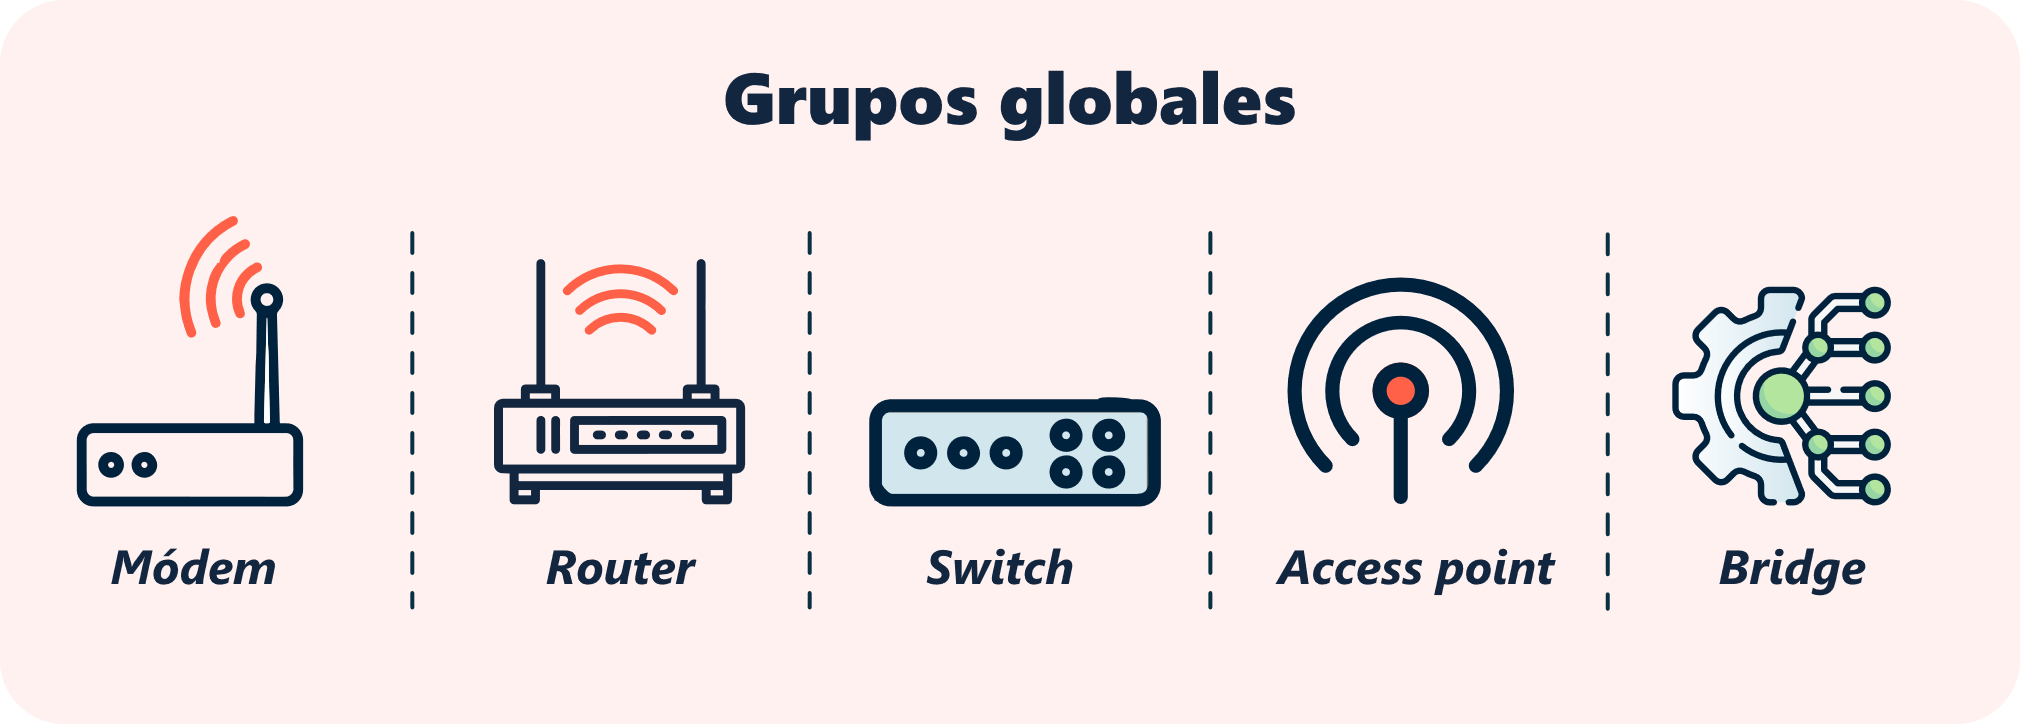 Grupos globales
Módem
Router
Switch
Access point
Bridge